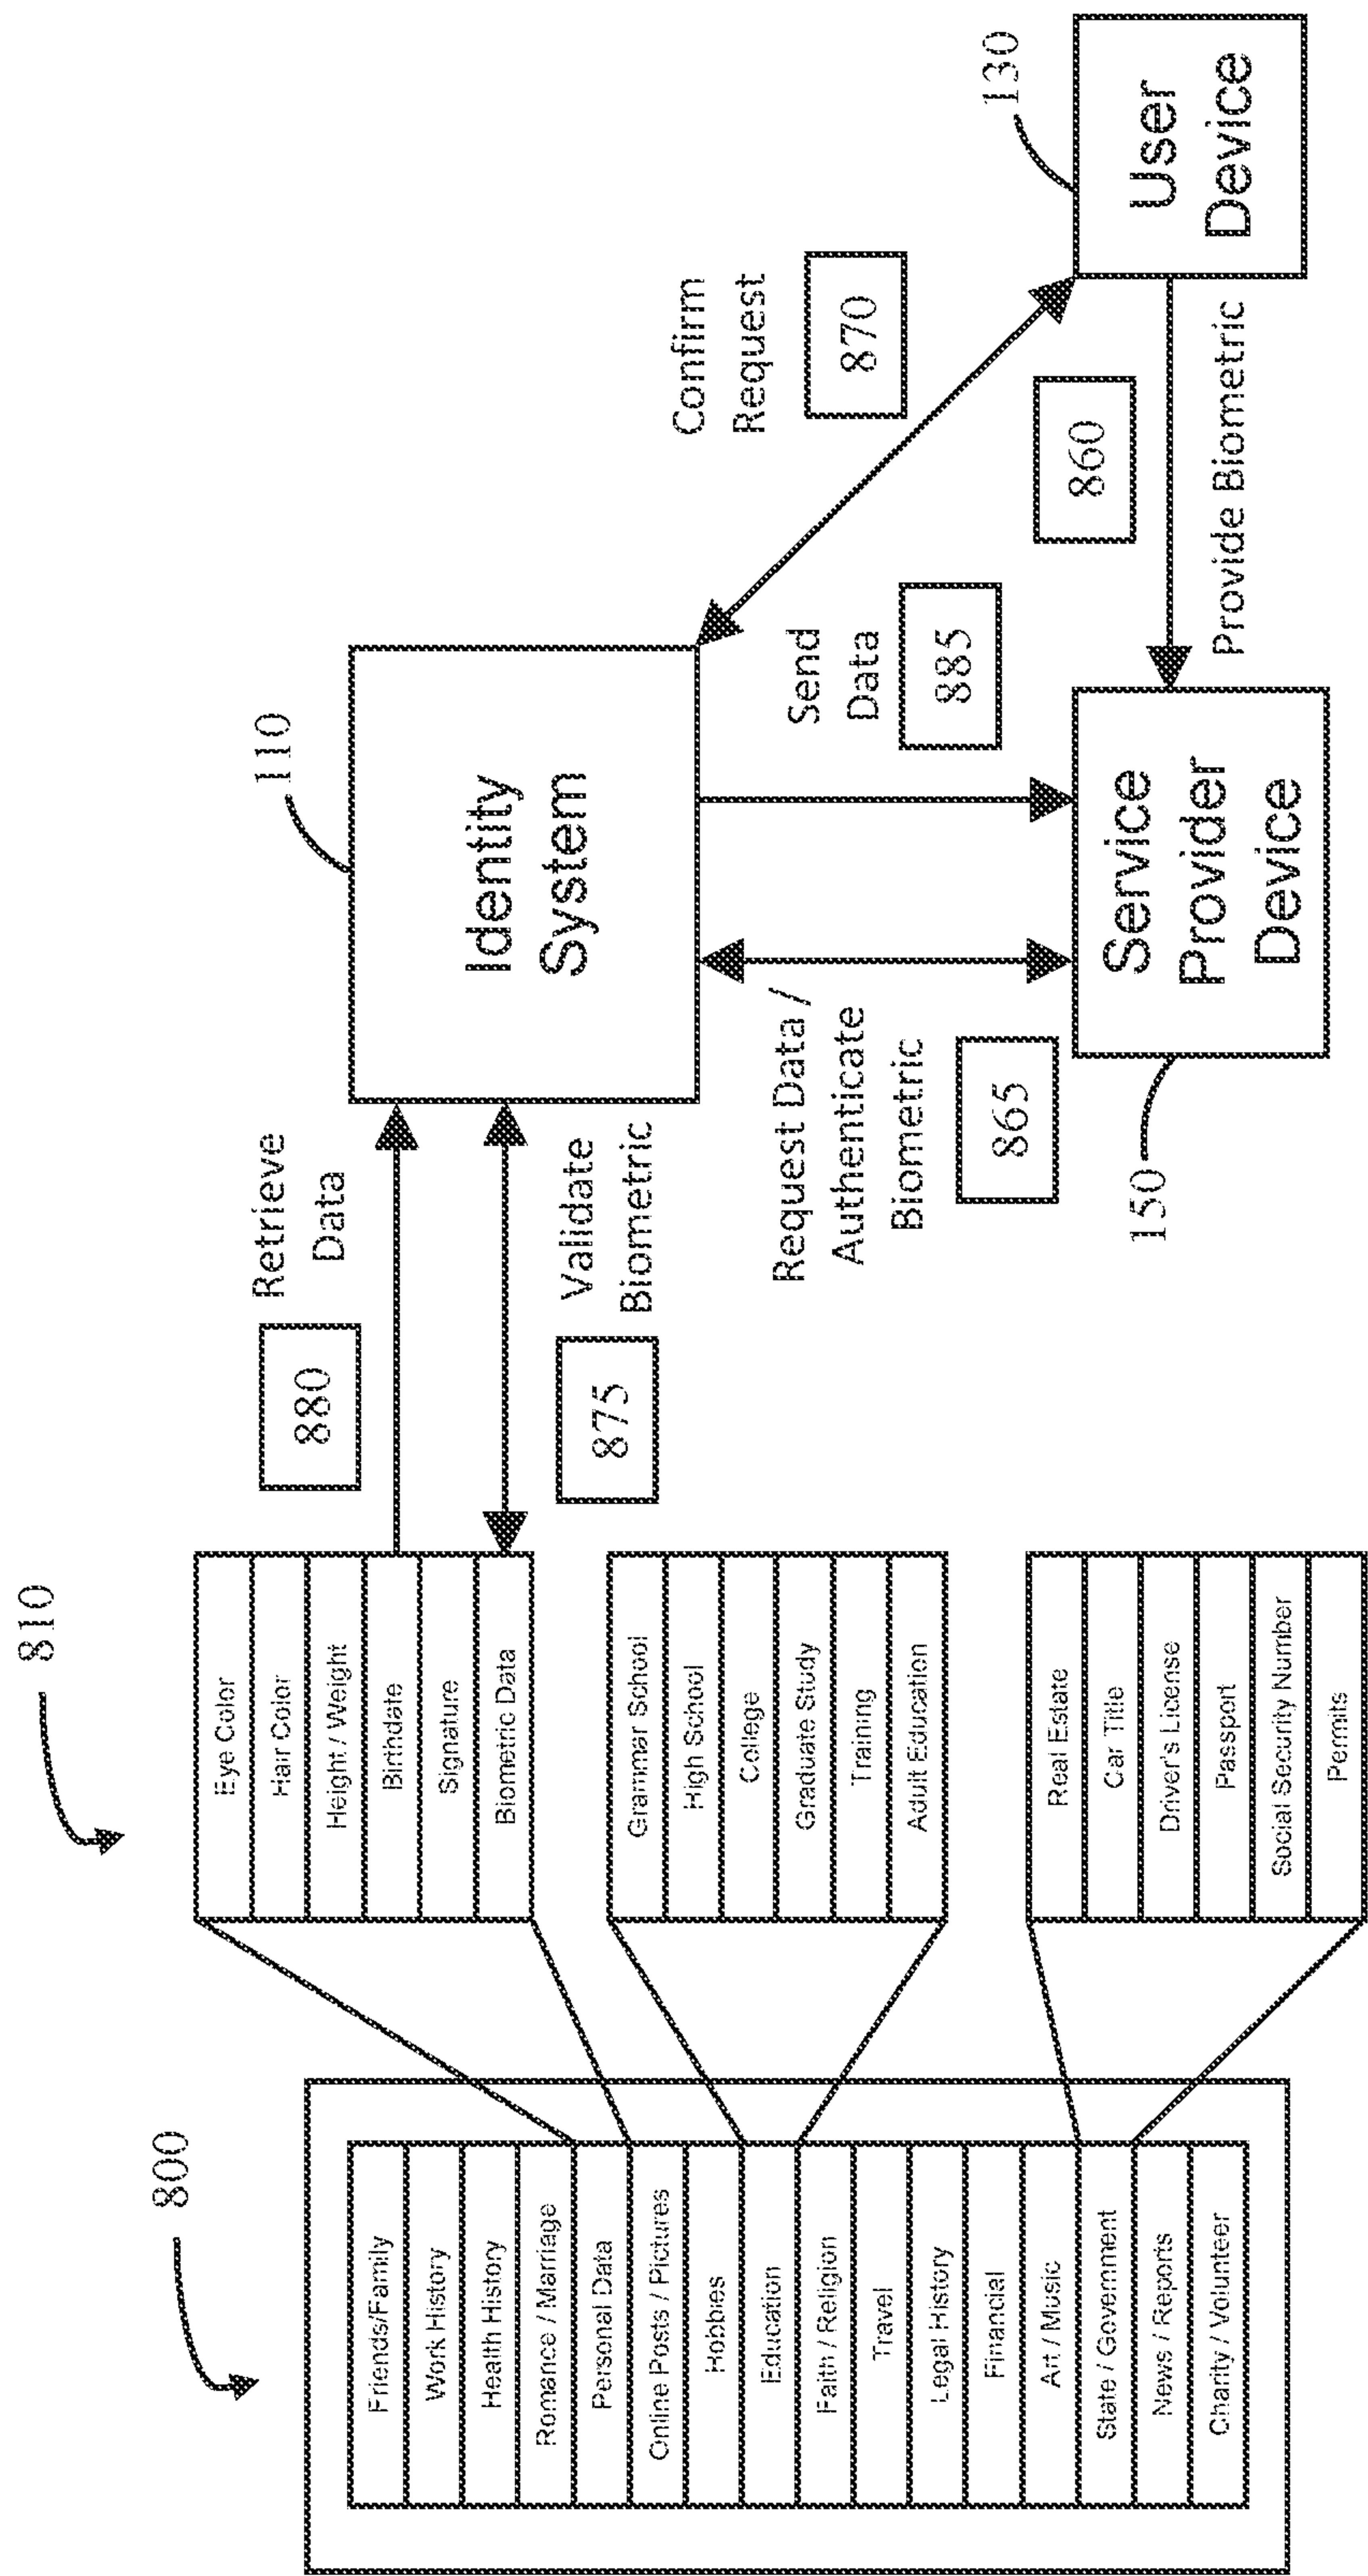 800
Friends/Family
Work History
Health History
Romance / Marriage
Personal Data
Online Posts / Pictures
Hobbies
Education
Faith / Religion
Travel
Legal History
Financial
Art / Music
State / Government
News / Reports
Charity / Volunteer
810
Eye Color
Hair Color
Height / Weight
Birthdate
Signature
Biometric Data
Grammar School
High School
College
Graduate Study
Training
Adult Education
Real Estate
Car Title
Driver's License
Passport
Social Security Number
Permits
880
Retrieve
Data
875
Validate
Biometric
110
Identity
System
Request Data /
Authenticate
Biometric
865
Send
Data
885
150
Service
Provider
Device
Confirm
Request
870
860
Provide Biometric
130
User
Device